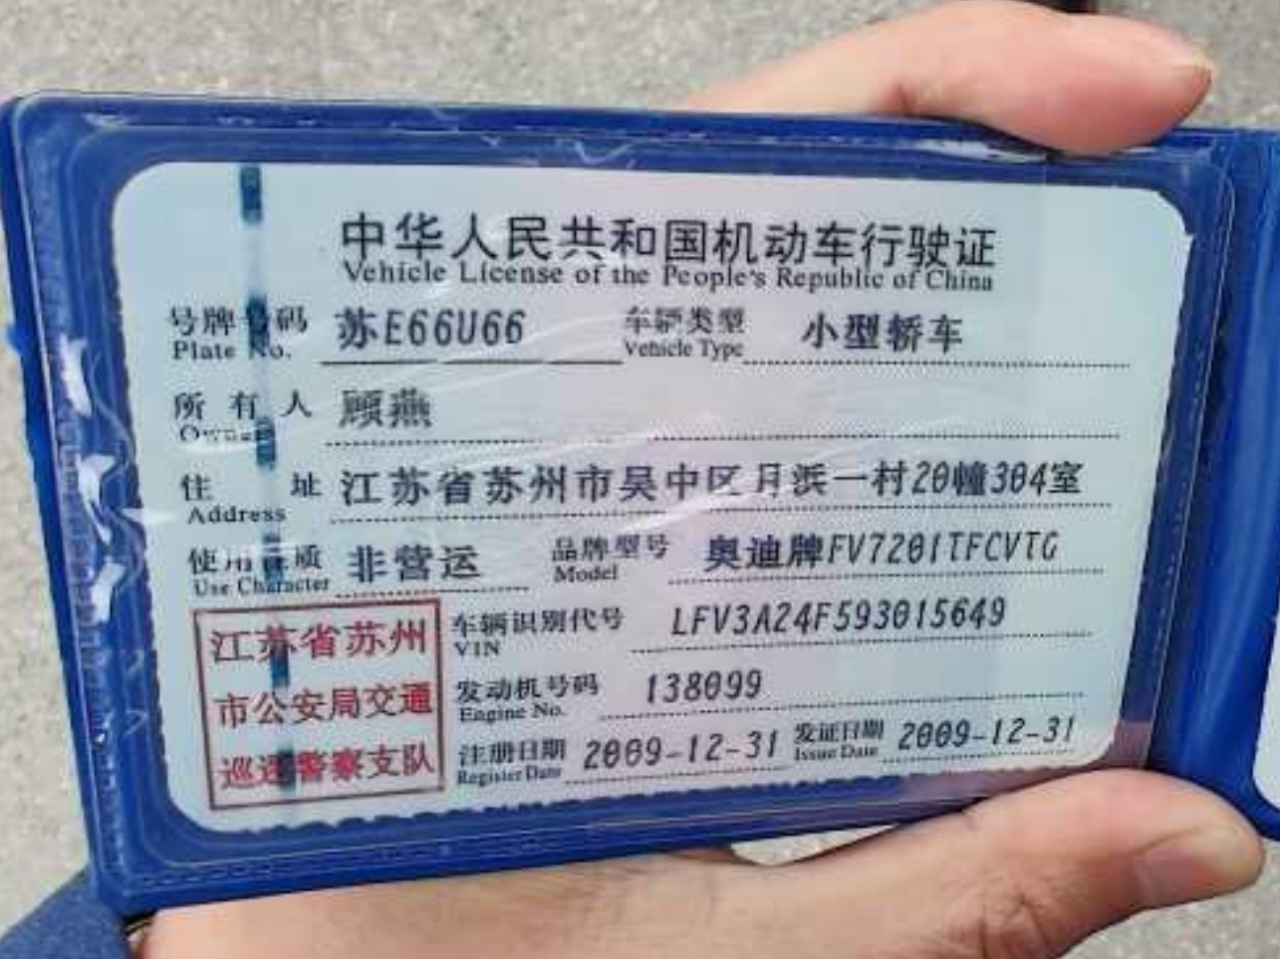 中华人民共和国机动车行驶证
Vehicle License of the People's Republic of China
号牌号码 苏E66U66 车辆类型 小型轿车
Plate No. Vehicle Type
所有人 顾燕
Owner
住址 江苏省苏州市吴中区月浜一村20幢304室
Address
使用性质 非营运 品牌型号 奥迪牌FV7201TFCVTG
Use Character Model
江苏省苏州
市公安局交通
巡逻警察支队
车辆识别代号 LFV3A24F593015649
VIN
发动机号码 138099
Engine No.
注册日期 2009-12-31 发证日期 2009-12-31
Register Date Issue Date